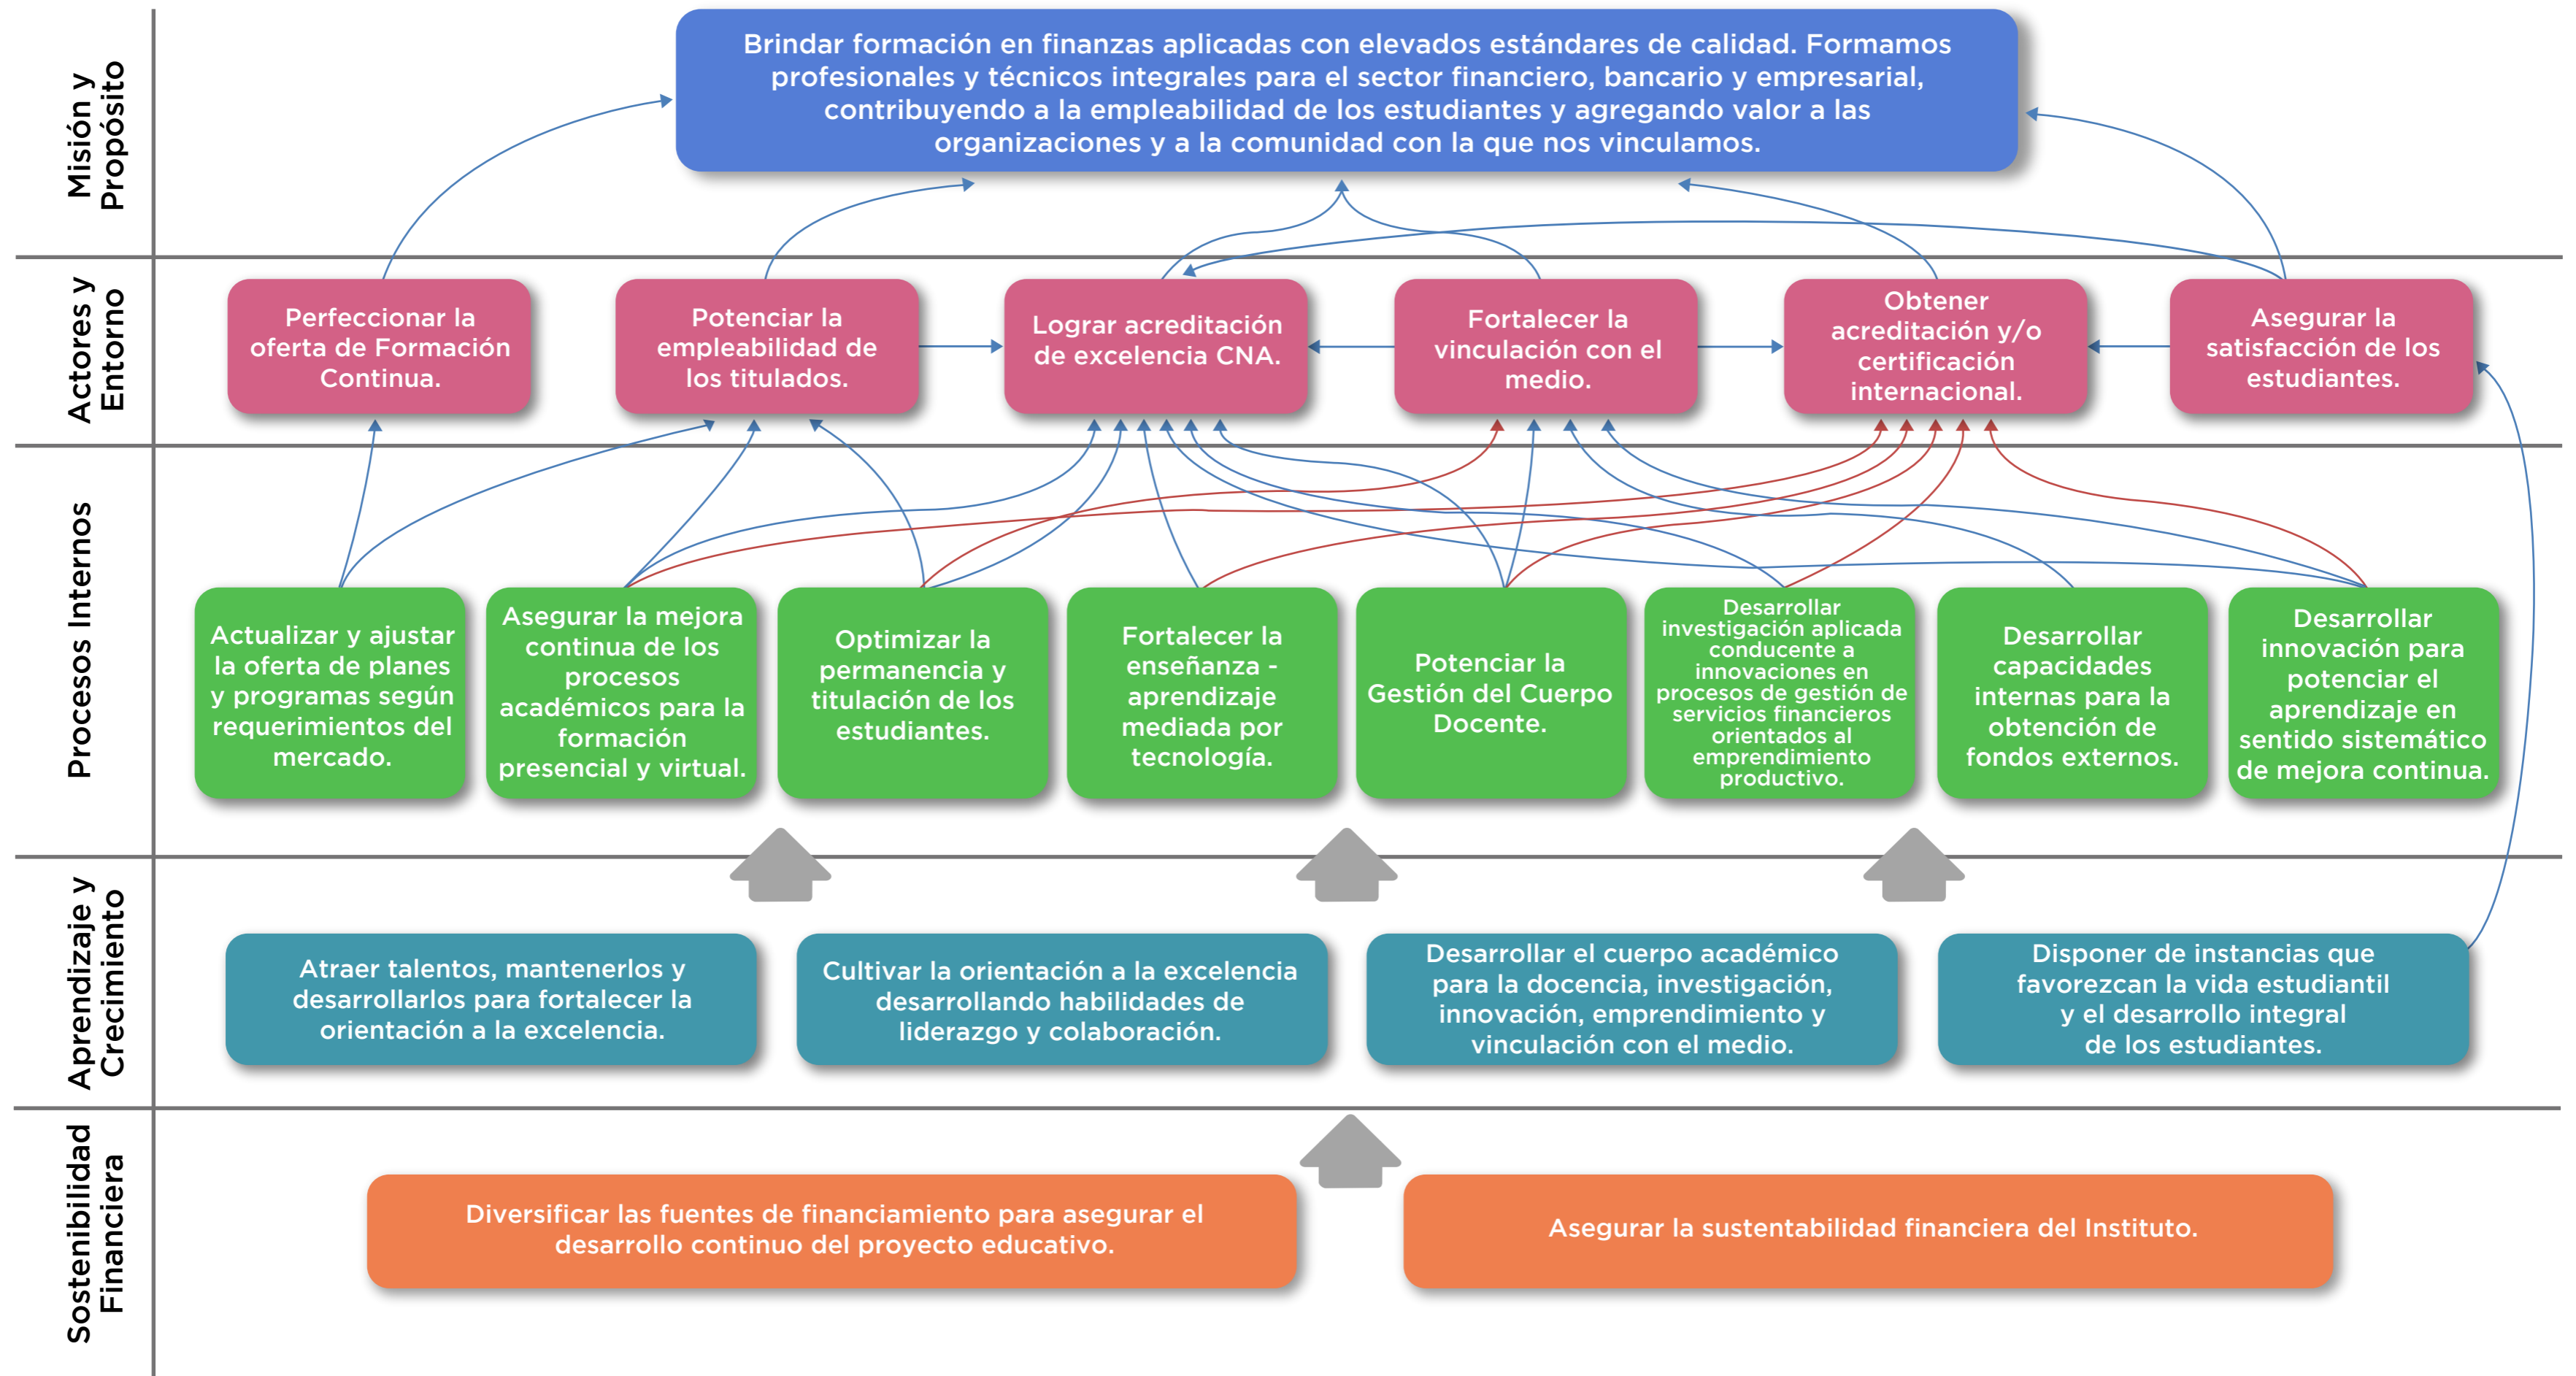 Misión y
Propósito
Brindar formación en finanzas aplicadas con elevados estándares de calidad. Formamos
profesionales y técnicos integrales para el sector financiero, bancario y empresarial,
contribuyendo a la empleabilidad de los estudiantes y agregando valor a las
organizaciones y a la comunidad con la que nos vinculamos.
Actores y
Entorno
Perfeccionar la
oferta de Formación
Continua.
Potenciar la
empleabilidad de
los titulados.
Lograr acreditación
de excelencia CNA.
Fortalecer la
vinculación con el
medio.
Obtener
acreditación y/o
certificación
internacional.
Asegurar la
satisfacción de los
estudiantes.
Procesos Internos
Actualizar y ajustar
la oferta de planes
y programas según
requerimientos del
mercado.
Asegurar la mejora
continua de los
procesos
académicos para la
formación
presencial y virtual.
Optimizar la
permanencia y
titulación de los
estudiantes.
Fortalecer la
enseñanza -
aprendizaje
mediada por
tecnología.
Potenciar la
Gestión del Cuerpo
Docente.
Desarrollar
investigación aplicada
conducente a
innovaciones en
procesos de gestión de
servicios financieros
orientados al
emprendimiento
productivo.
Desarrollar
capacidades
internas para la
obtención de
fondos externos.
Desarrollar
innovación para
potenciar el
aprendizaje en
sentido sistemático
de mejora continua.
Aprendizaje y
Crecimiento
Atraer talentos, mantenerlos y
desarrollarlos para fortalecer la
orientación a la excelencia.
Cultivar la orientación a la excelencia
desarrollando habilidades de
liderazgo y colaboración.
Desarrollar el cuerpo académico
para la docencia, investigación,
innovación, emprendimiento y
vinculación con el medio.
Disponer de instancias que
favorezcan la vida estudiantil
y el desarrollo integral
de los estudiantes.
Sostenibilidad
Financiera
Diversificar las fuentes de financiamiento para asegurar el
desarrollo continuo del proyecto educativo.
Asegurar la sustentabilidad financiera del Instituto.